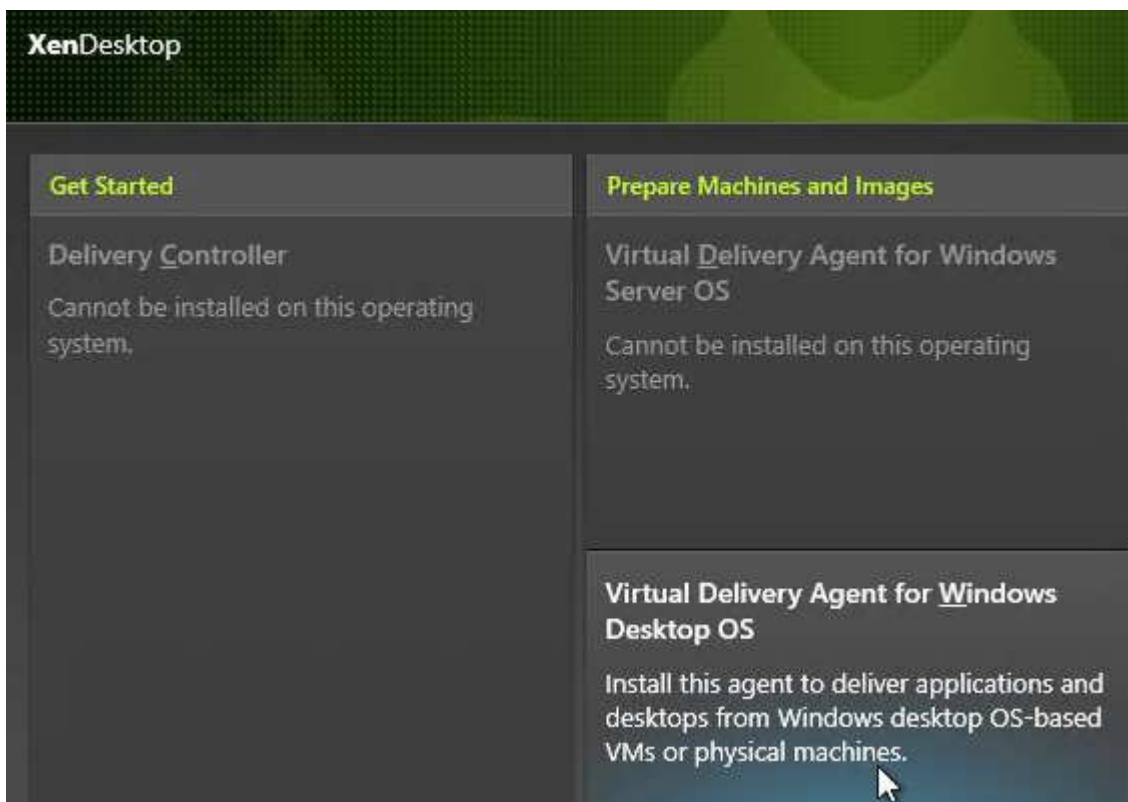 XenDesktop
Get Started
Delivery Controller
Cannot be installed on this operating
system.
Prepare Machines and Images
Virtual Delivery Agent for Windows
Server OS
Cannot be installed on this operating
system.
Virtual Delivery Agent for Windows
Desktop OS
Install this agent to deliver applications and
desktops from Windows desktop OS-based
VMs or physical machines.